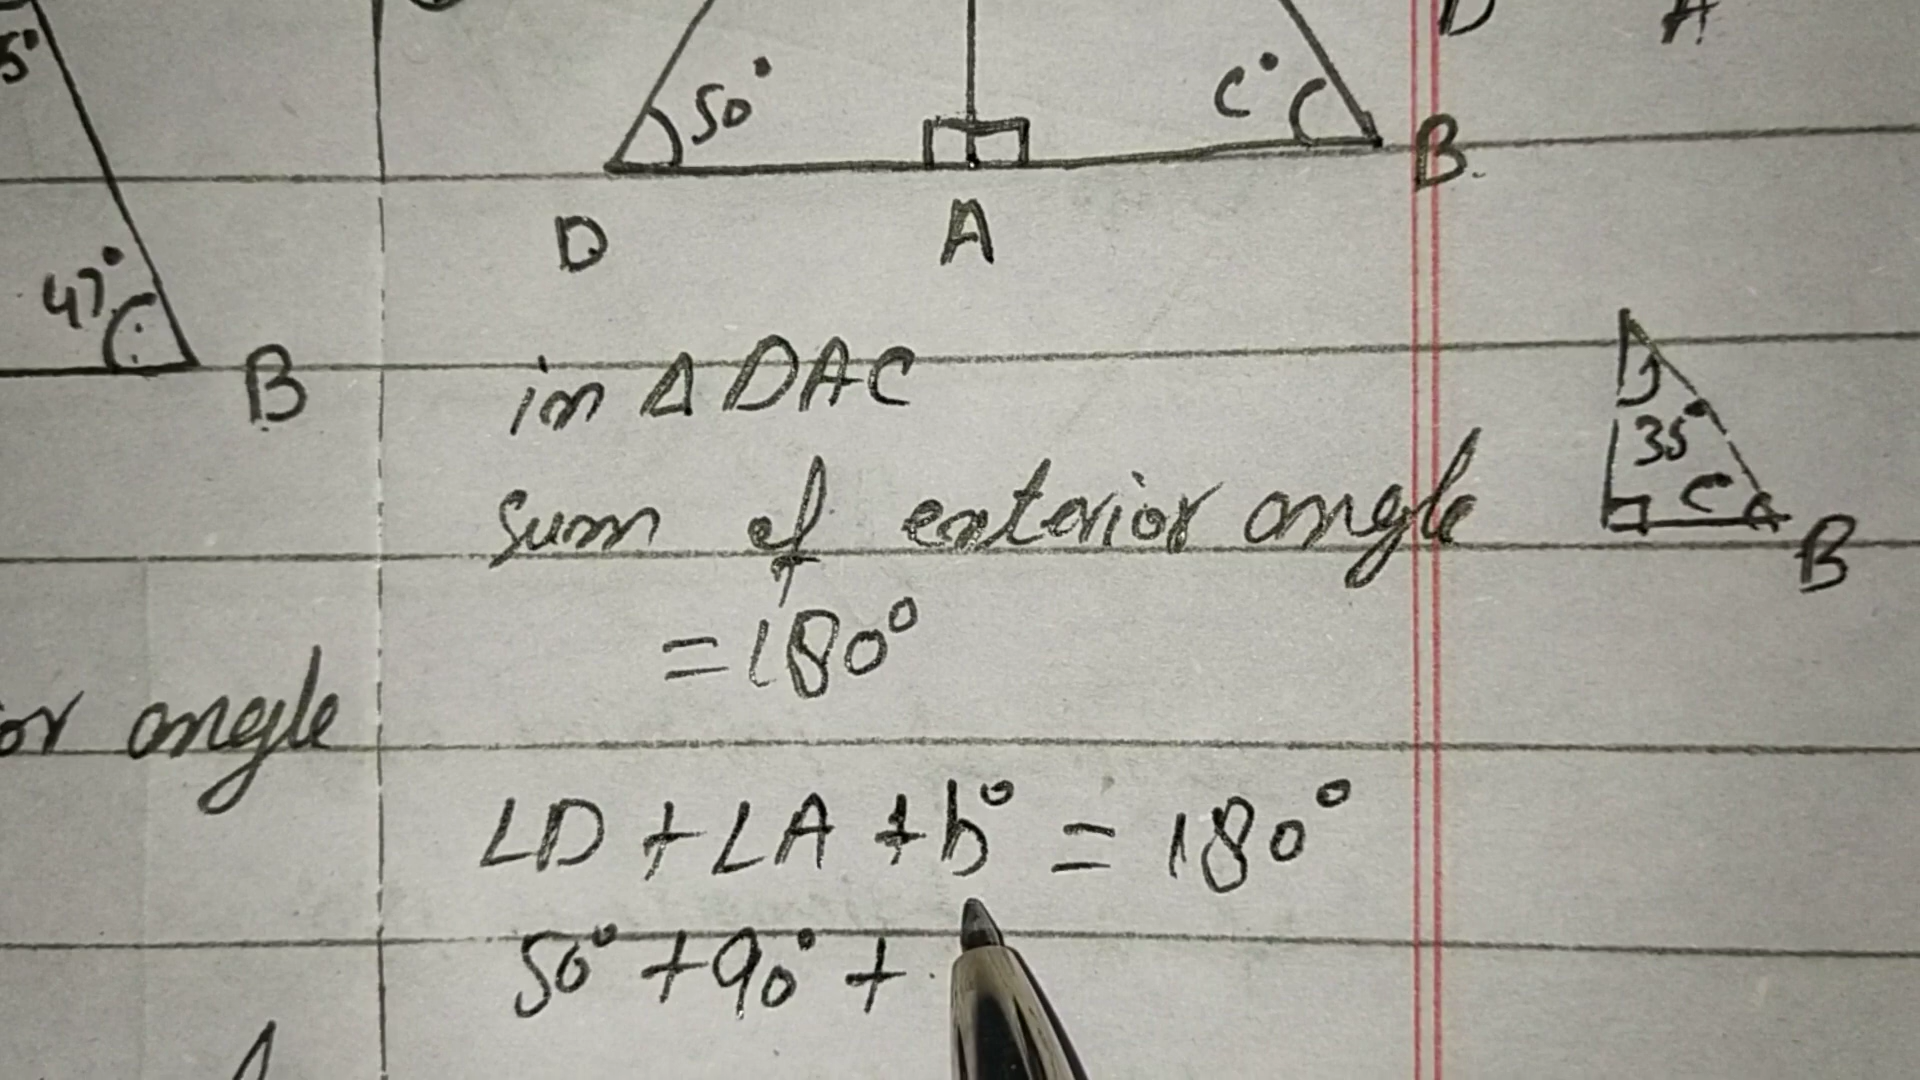 5°
50°
c°
D
A
B.
D A
47°
B
in Δ DAC
35°
c
B
sum of exterior angle
= 180°
or angle
∠D + ∠A + b° = 180°
50° + 90° +